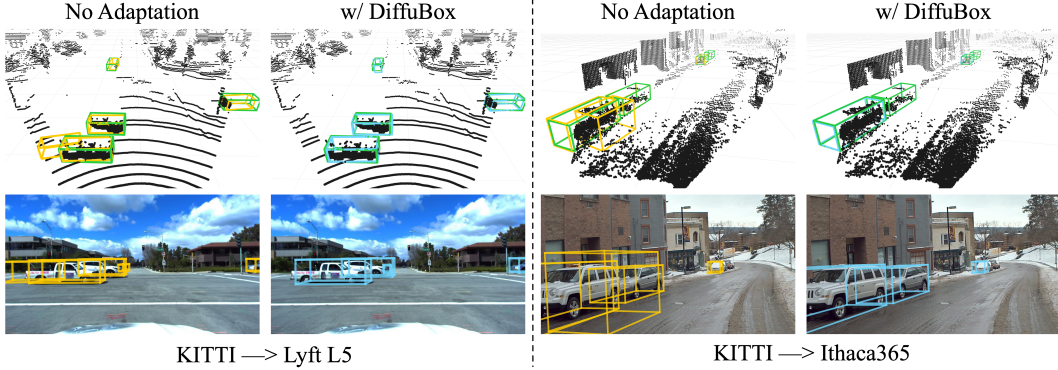 No Adaptation
w/ DiffuBox
No Adaptation
w/ DiffuBox
KITTI —> Lyft L5
KITTI —> Ithaca365